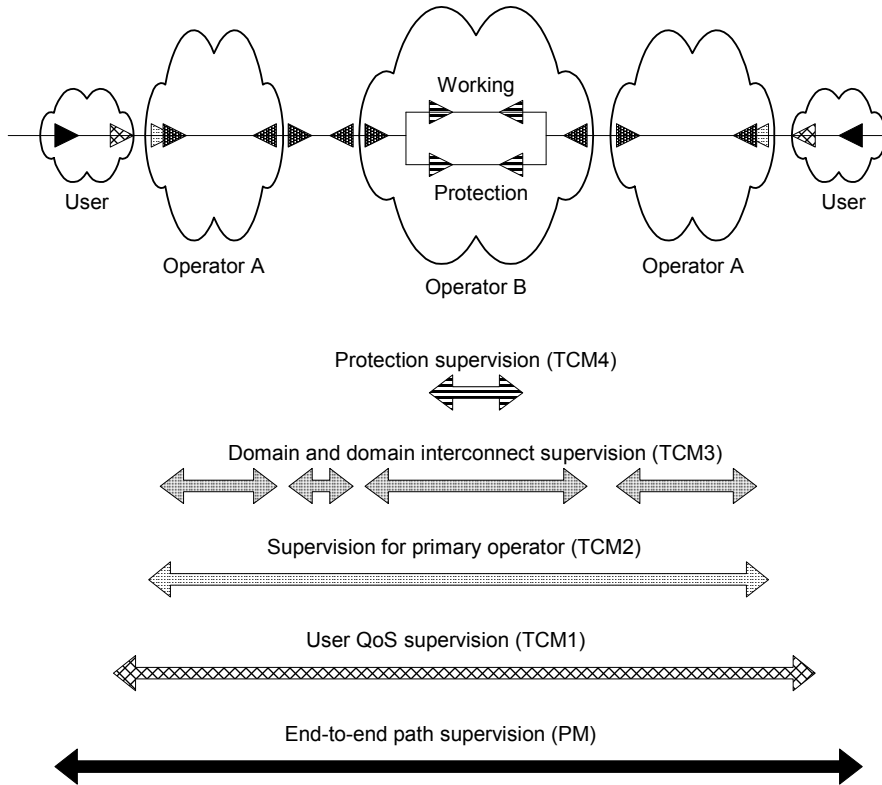 Working
Protection
User
User
Operator A
Operator A
Operator B
Protection supervision (TCM4)
Domain and domain interconnect supervision (TCM3)
Supervision for primary operator (TCM2)
User QoS supervision (TCM1)
End-to-end path supervision (PM)